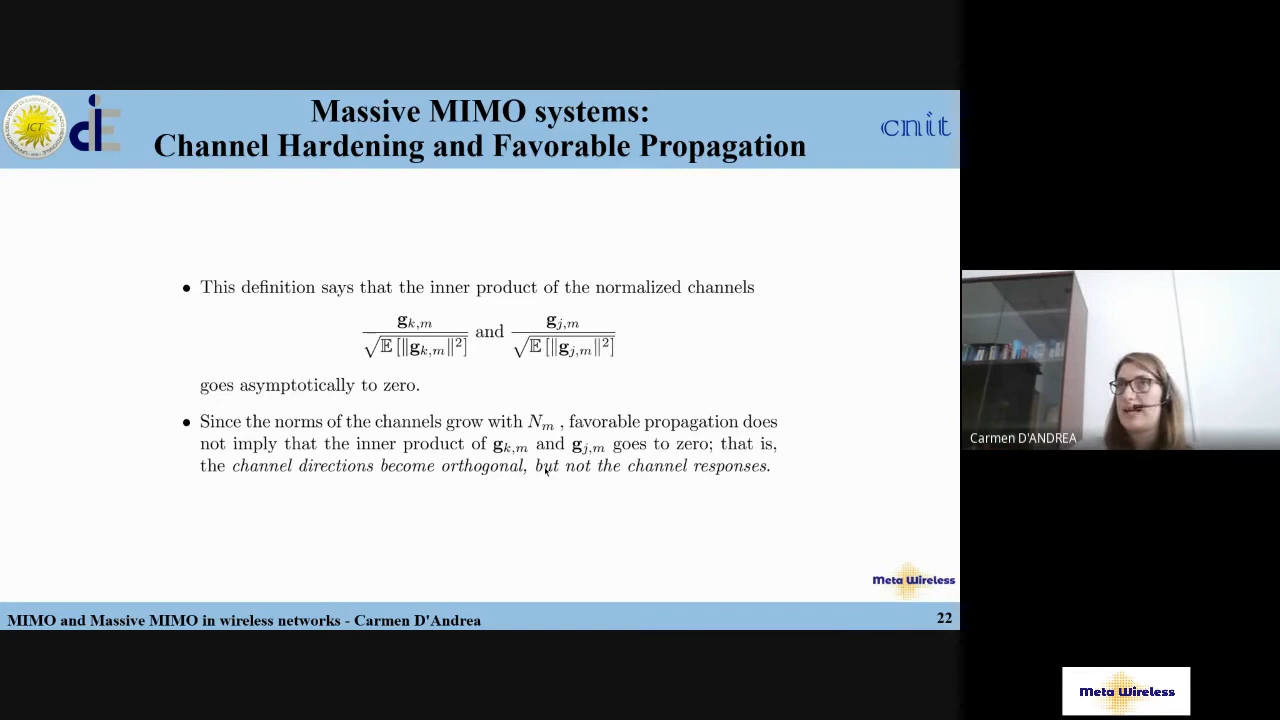 Massive MIMO systems:
Channel Hardening and Favorable Propagation
ICT
cnit
• This definition says that the inner product of the normalized channels
g_{k,m} / √(𝔼 [‖g_{k,m}‖²]) and g_{j,m} / √(𝔼 [‖g_{j,m}‖²])
goes asymptotically to zero.
• Since the norms of the channels grow with N_m , favorable propagation does
not imply that the inner product of g_{k,m} and g_{j,m} goes to zero; that is,
the channel directions become orthogonal, but not the channel responses.
Meta Wireless
MIMO and Massive MIMO in wireless networks - Carmen D'Andrea
22
Carmen D'ANDREA
Meta Wireless